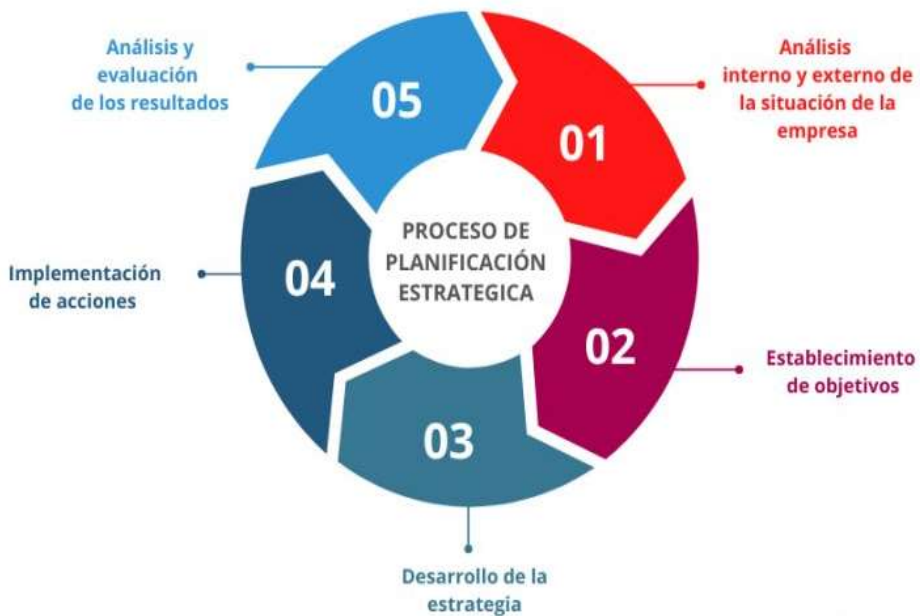 PROCESO DE
PLANIFICACIÓN
ESTRATEGICA
01
Análisis
interno y externo de
la situación de la
empresa
02
Establecimiento
de objetivos
03
Desarrollo de la
estrategia
04
Implementación
de acciones
05
Análisis y
evaluación
de los resultados